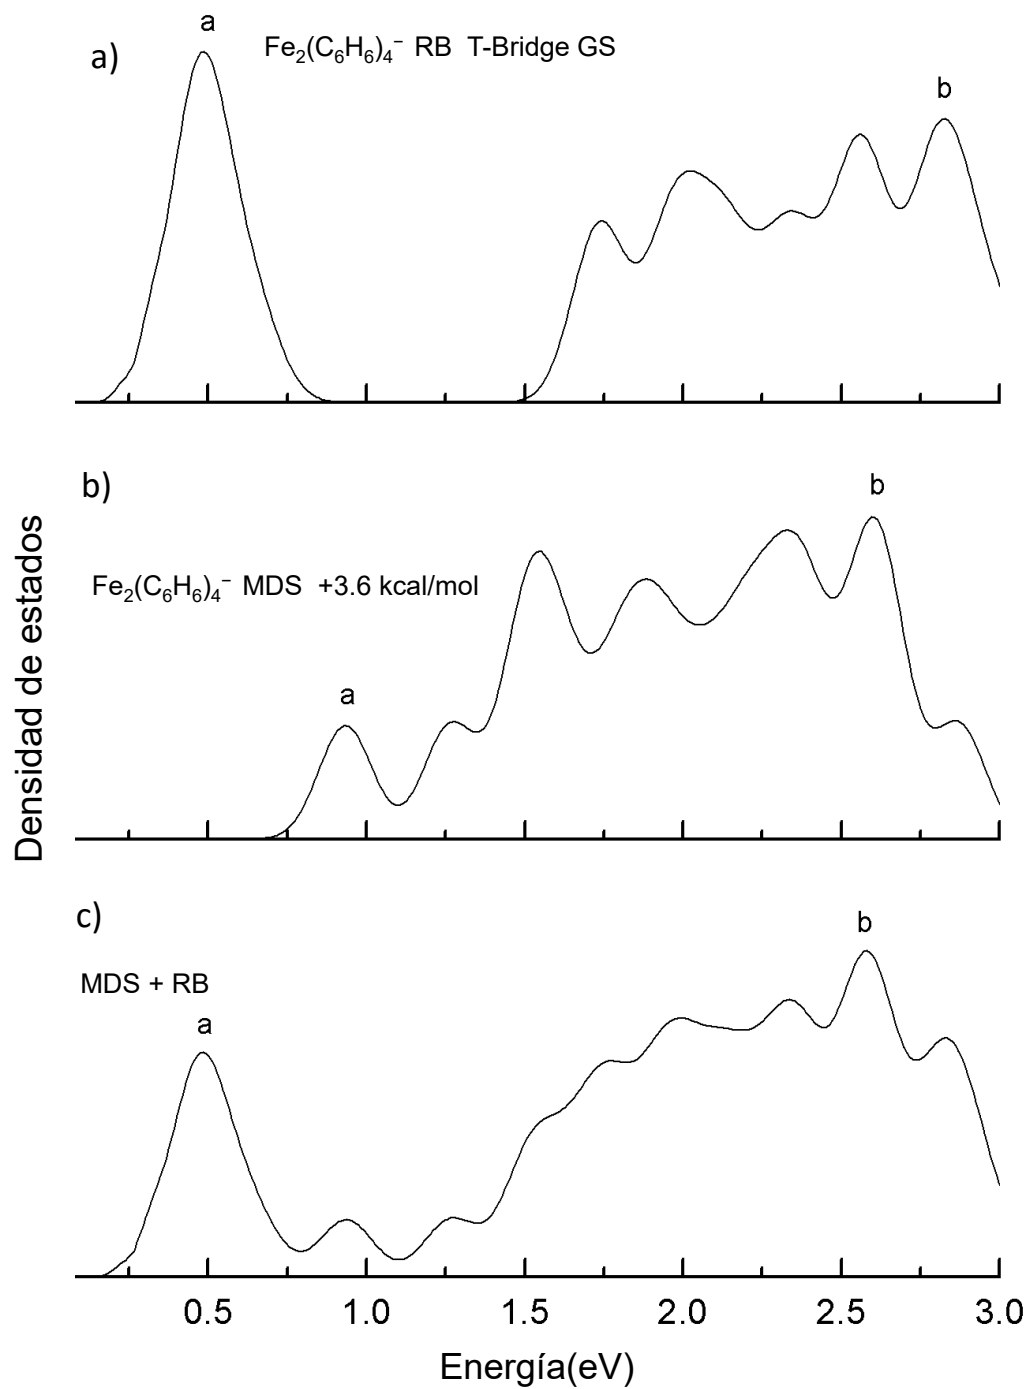 a
a)
Fe₂(C₆H₆)₄⁻ RB T-Bridge GS
b
b)
b
Fe₂(C₆H₆)₄⁻ MDS +3.6 kcal/mol
a
Densidad de estados
c)
b
MDS + RB
a
0.5 1.0 1.5 2.0 2.5 3.0
Energía(eV)